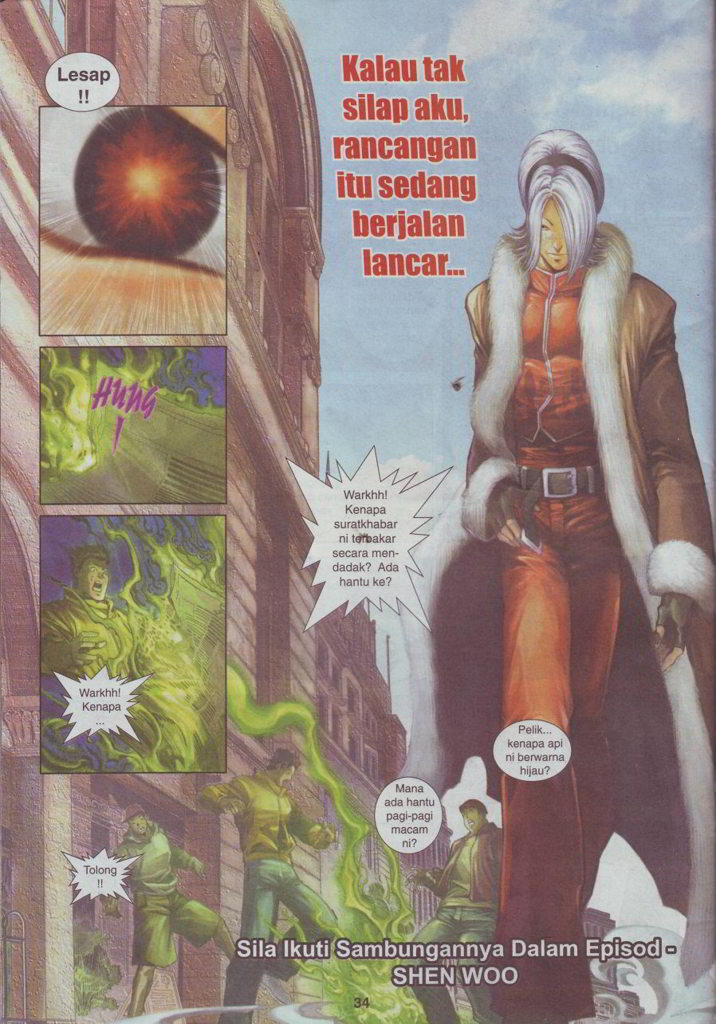 Lesap
!!
Kalau tak
silap aku,
rancangan
itu sedang
berjalan
lancar...
HUNG
!
Warkhh!
Kenapa
suratkhabar
ni terbakar
secara men-
dadak? Ada
hantu ke?
Warkhh!
Kenapa
...
Pelik...
kenapa api
ni berwarna
hijau?
Mana
ada hantu
pagi-pagi
macam
ni?
Tolong
!!
Sila Ikuti Sambungannya Dalam Episod -
SHEN WOO
34